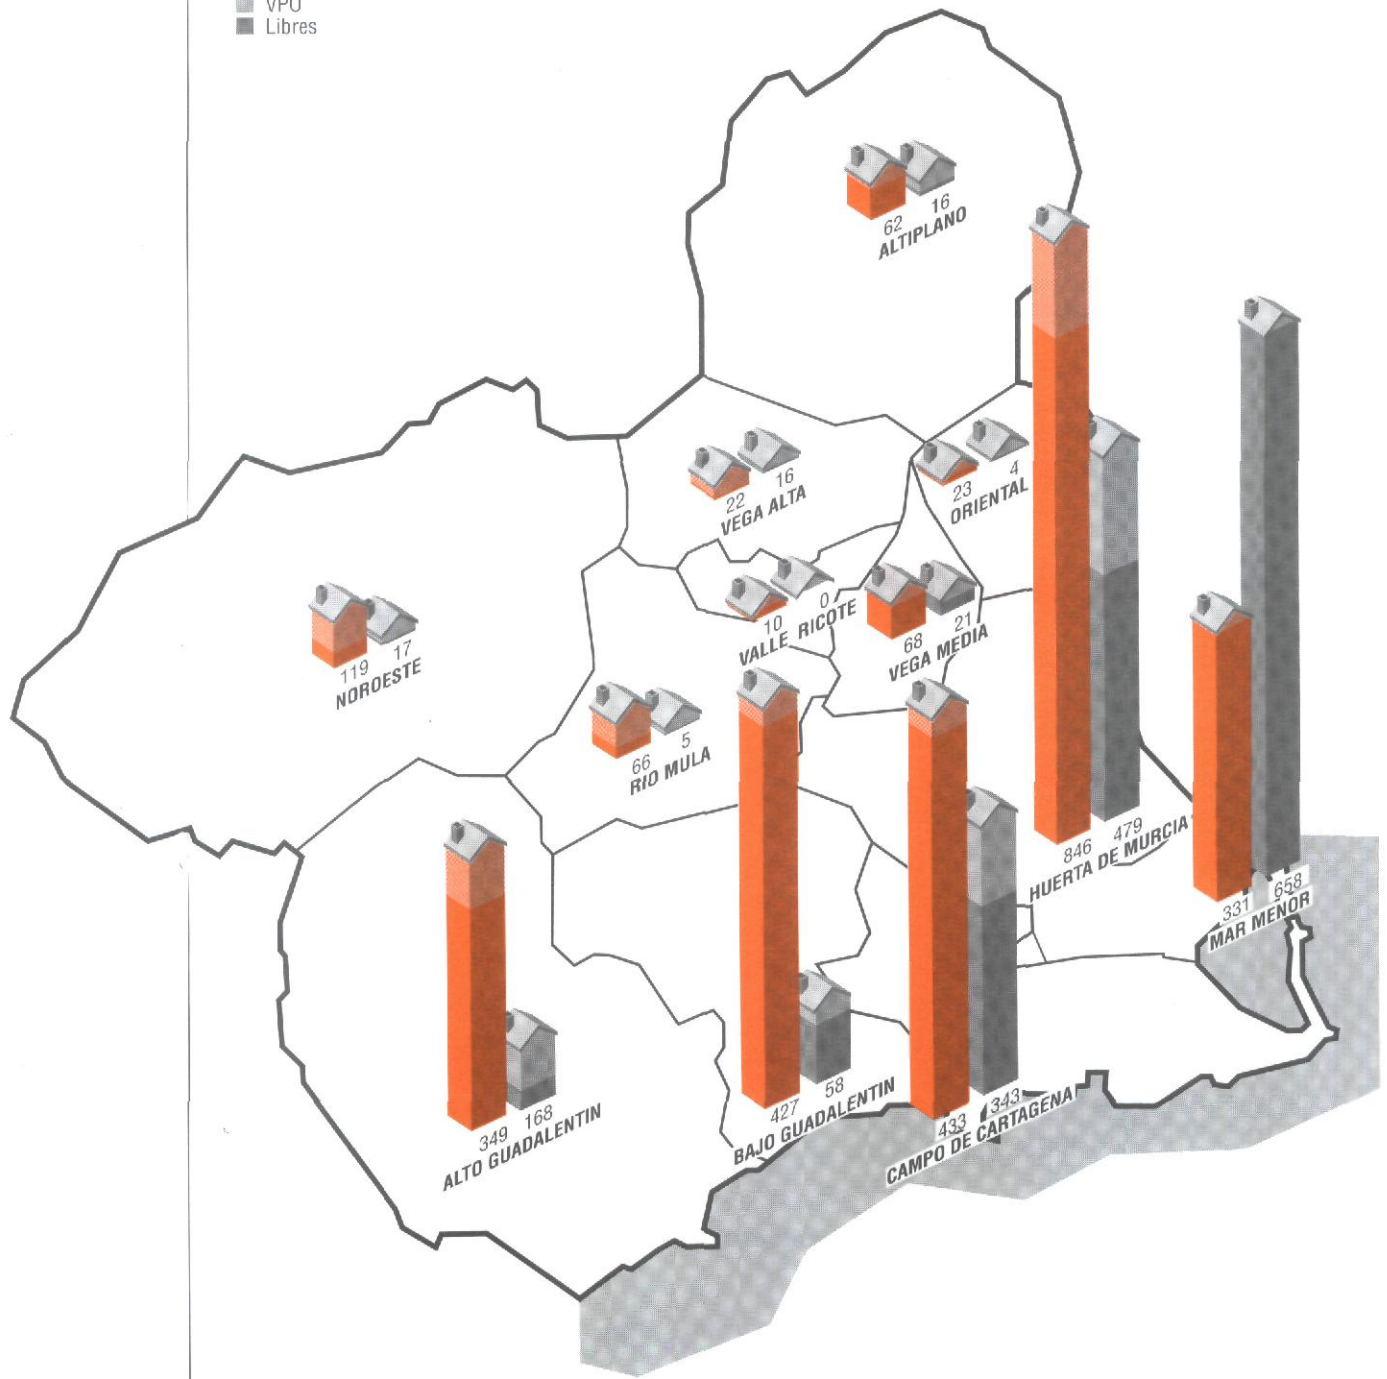 VPO
Libres
62 16
ALTIPLANO
22 16
VEGA ALTA
23 4
ORIENTAL
10 0
VALLE RICOTE
68 21
VEGA MEDIA
119 17
NOROESTE
66 5
RIO MULA
846 479
HUERTA DE MURCIA
331 658
MAR MENOR
349 168
ALTO GUADALENTIN
427 58
BAJO GUADALENTIN
433 343
CAMPO DE CARTAGENA